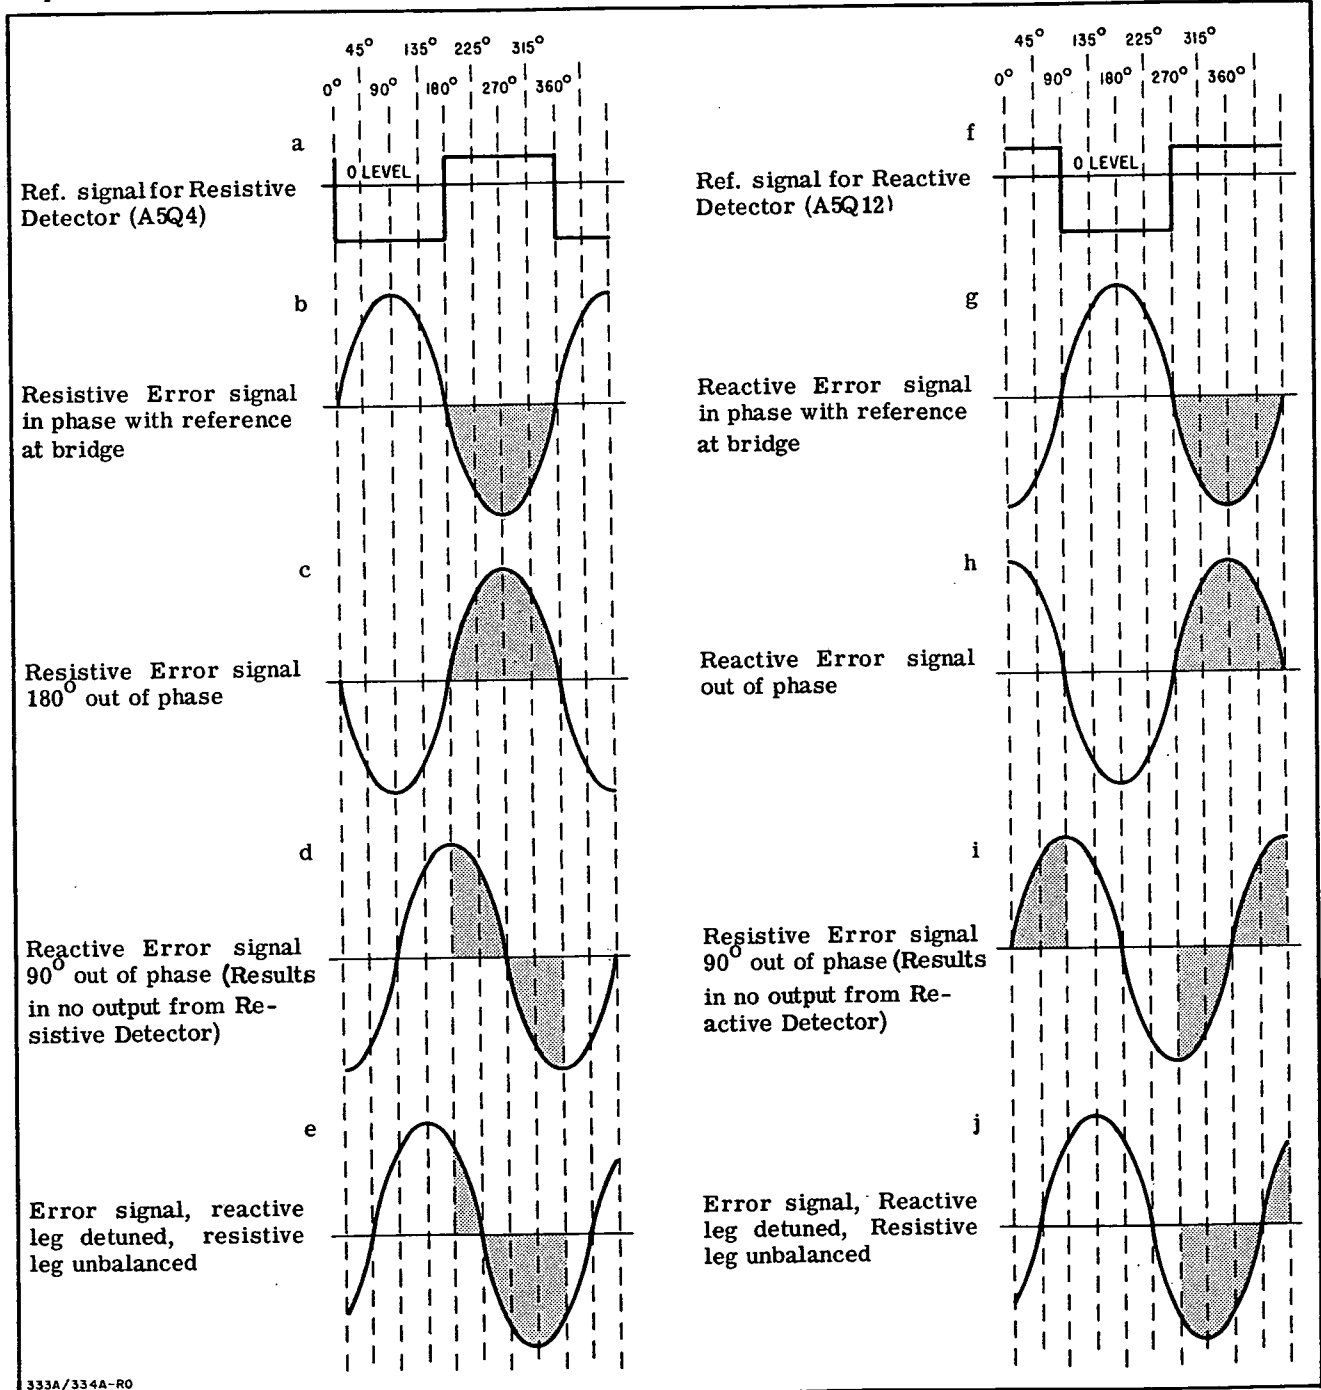 45° 135° 225° 315°
0° 90° 180° 270° 360°
a
0 LEVEL
Ref. signal for Resistive
Detector (A5Q4)
b
Resistive Error signal
in phase with reference
at bridge
c
Resistive Error signal
180° out of phase
d
Reactive Error signal
90° out of phase (Results
in no output from Re-
sistive Detector)
e
Error signal, reactive
leg detuned, resistive
leg unbalanced
45° 135° 225° 315°
0° 90° 180° 270° 360°
f
0 LEVEL
Ref. signal for Reactive
Detector (A5Q12)
g
Reactive Error signal
in phase with reference
at bridge
h
Reactive Error signal
out of phase
i
Resistive Error signal
90° out of phase (Results
in no output from Re-
active Detector)
j
Error signal, Reactive
leg detuned, Resistive
leg unbalanced
333A/334A-RO